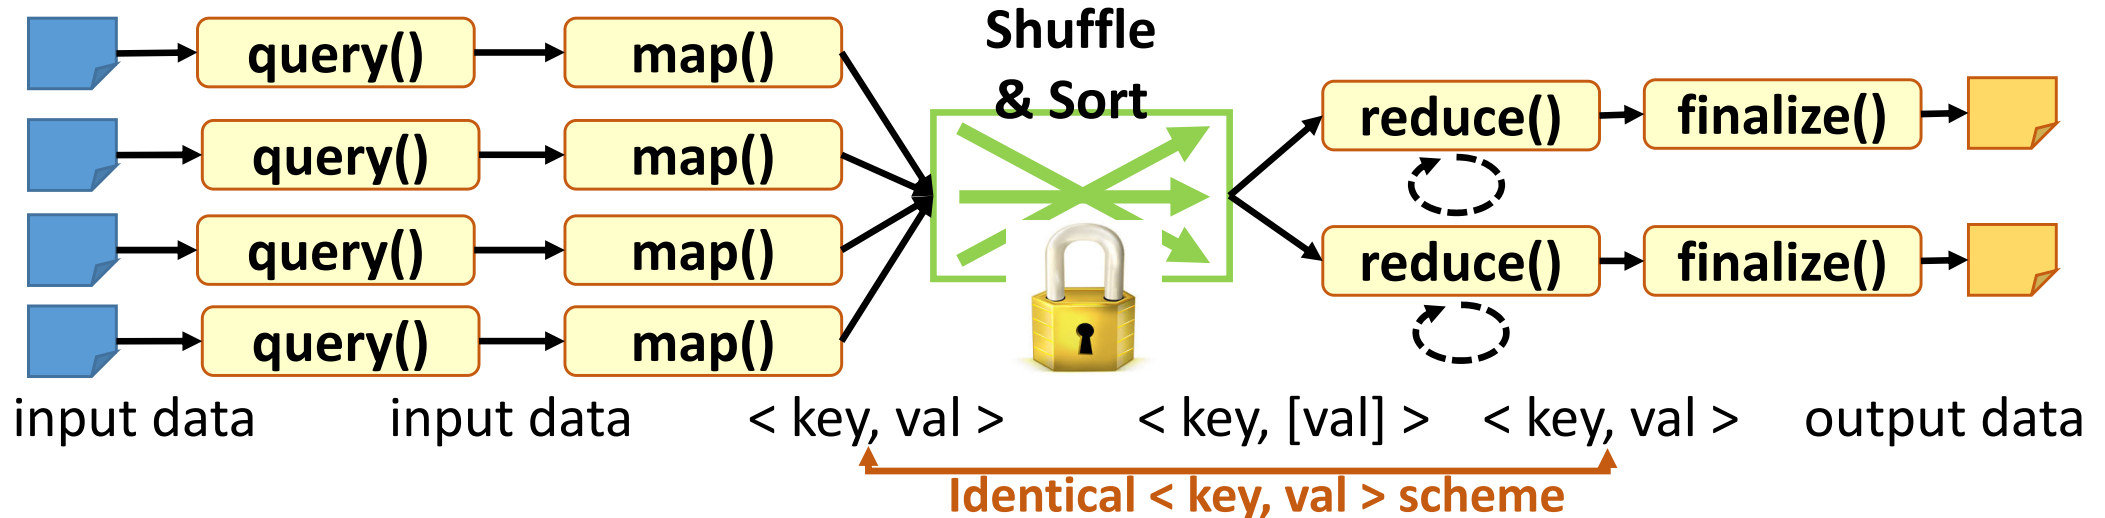 Shuffle
& Sort
query() map() reduce() finalize()
query() map()
query() map() reduce() finalize()
query() map()
input data input data < key, val > < key, [val] > < key, val > output data
Identical < key, val > scheme